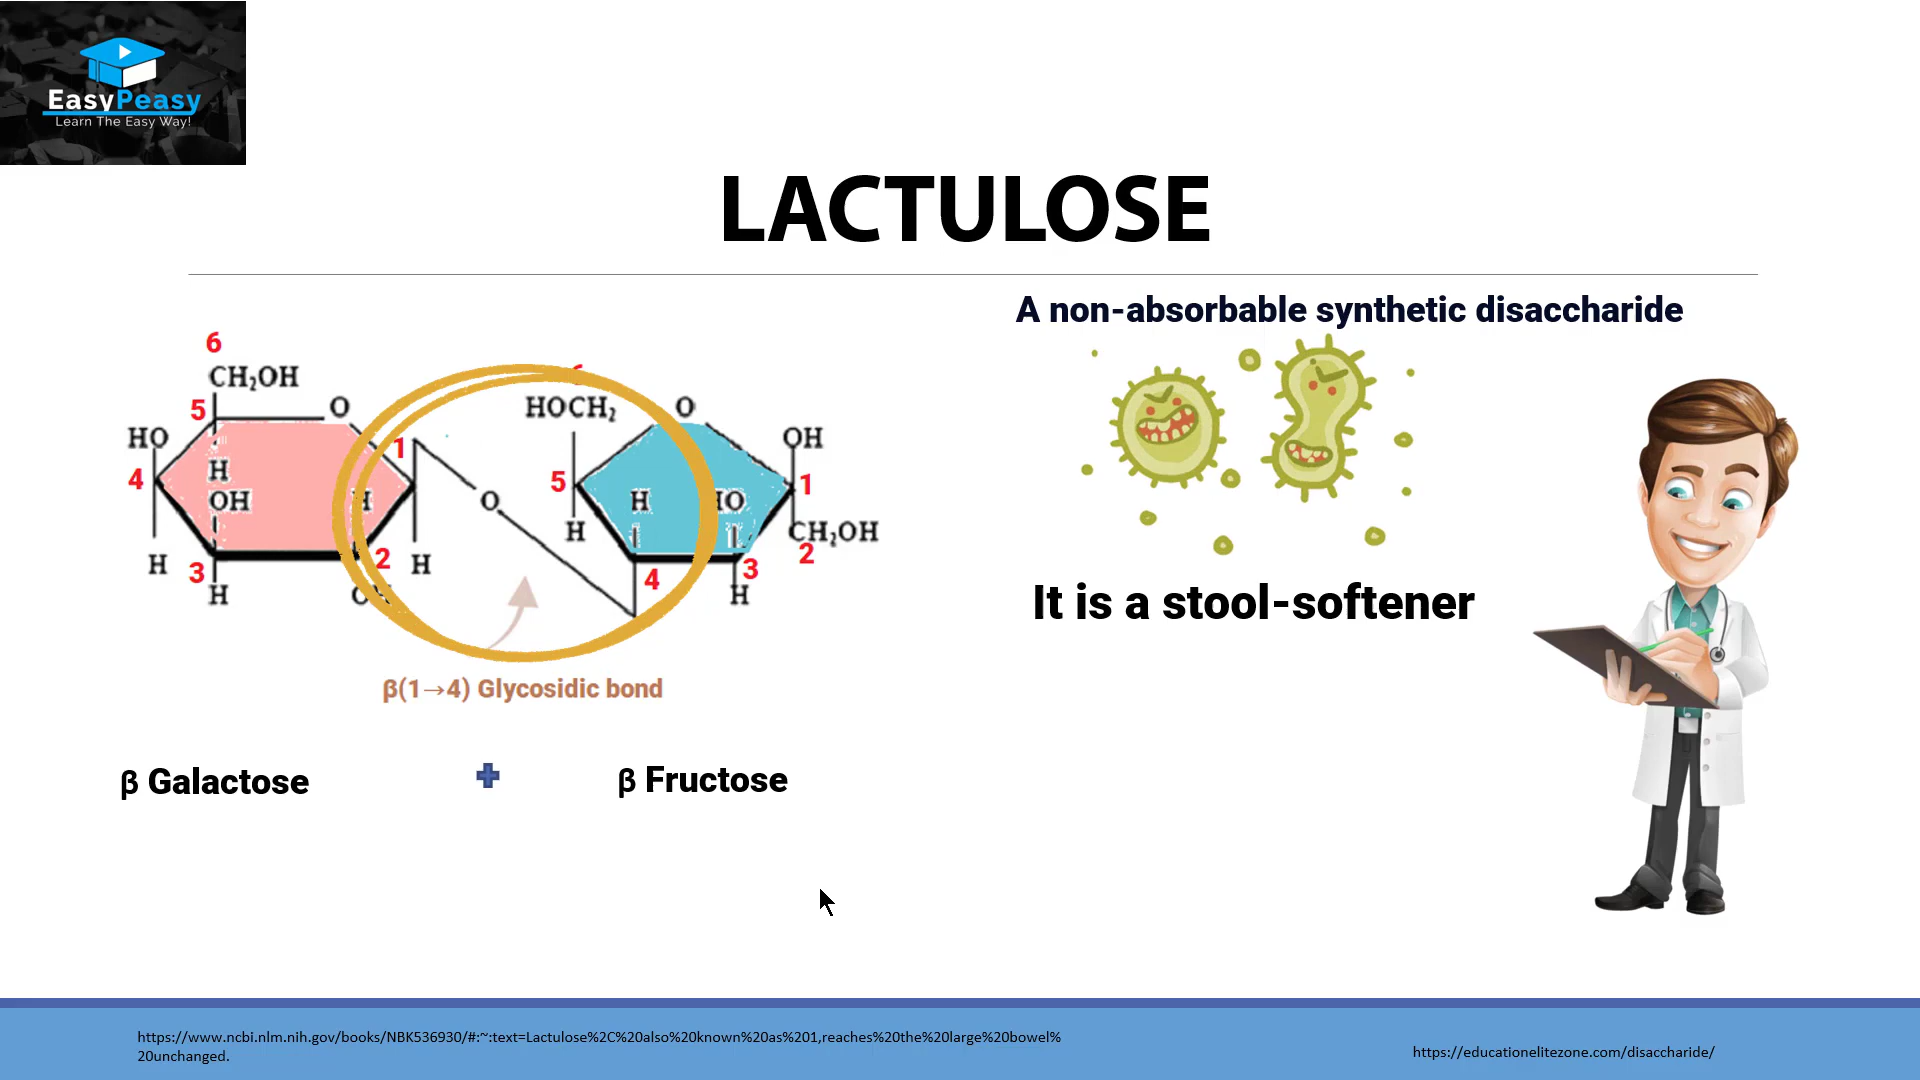 EasyPeasy
Learn The Easy Way!
LACTULOSE
A non-absorbable synthetic disaccharide
6
CH₂OH
5
O
HO
4
H
OH
H
3
H
1
H
2
H
O
HOCH₂
O
5
H
H
OH
1
CH₂OH
2
3
H
4
β(1→4) Glycosidic bond
It is a stool-softener
β Galactose
β Fructose
https://www.ncbi.nlm.nih.gov/books/NBK536930/#:~:text=Lactulose%2C%20also%20known%20as%201,reaches%20the%20large%20bowel%
20unchanged.
https://educationelitezone.com/disaccharide/